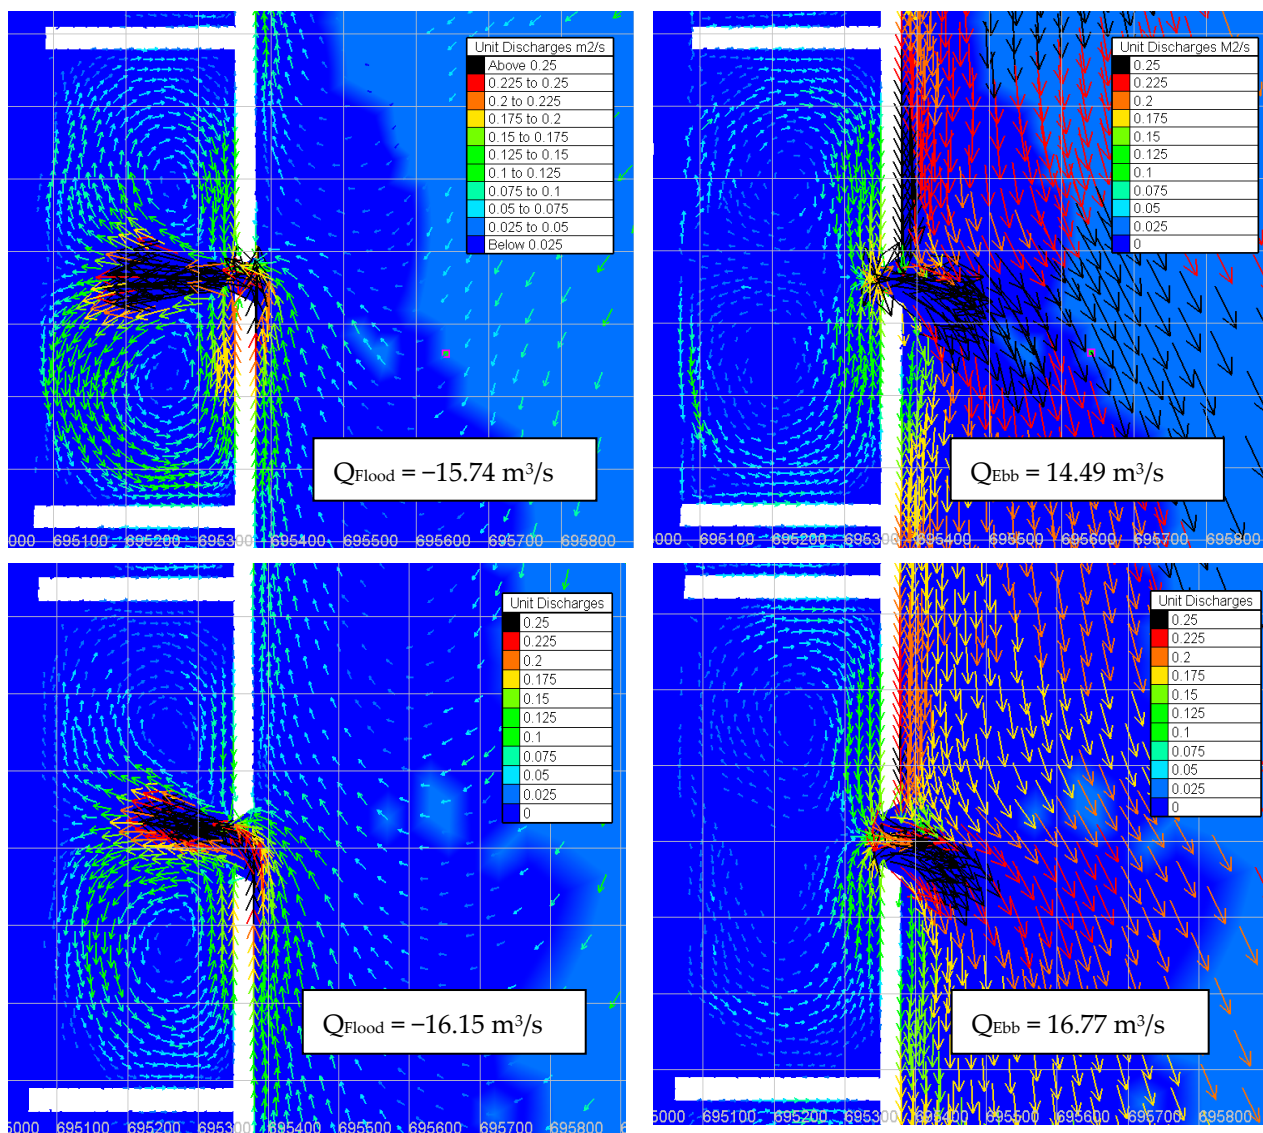 Unit Discharges m2/s
Above 0.25
0.225 to 0.25
0.2 to 0.225
0.175 to 0.2
0.15 to 0.175
0.125 to 0.15
0.1 to 0.125
0.075 to 0.1
0.05 to 0.075
0.025 to 0.05
Below 0.025
QFlood = −15.74 m³/s
000 695100 695200 695300 695400 695500 695600 695700 695800
Unit Discharges M2/s
0.25
0.225
0.2
0.175
0.15
0.125
0.1
0.075
0.05
0.025
0
QEbb = 14.49 m³/s
000 695100 695200 695300 695400 695500 695600 695700 695800
Unit Discharges
0.25
0.225
0.2
0.175
0.15
0.125
0.1
0.075
0.05
0.025
0
QFlood = −16.15 m³/s
5000 695100 695200 695300 695400 695500 695600 695700 695800
Unit Discharges
0.25
0.225
0.2
0.175
0.15
0.125
0.1
0.075
0.05
0.025
0
QEbb = 16.77 m³/s
5000 695100 695200 695300 695400 695500 695600 695700 695800